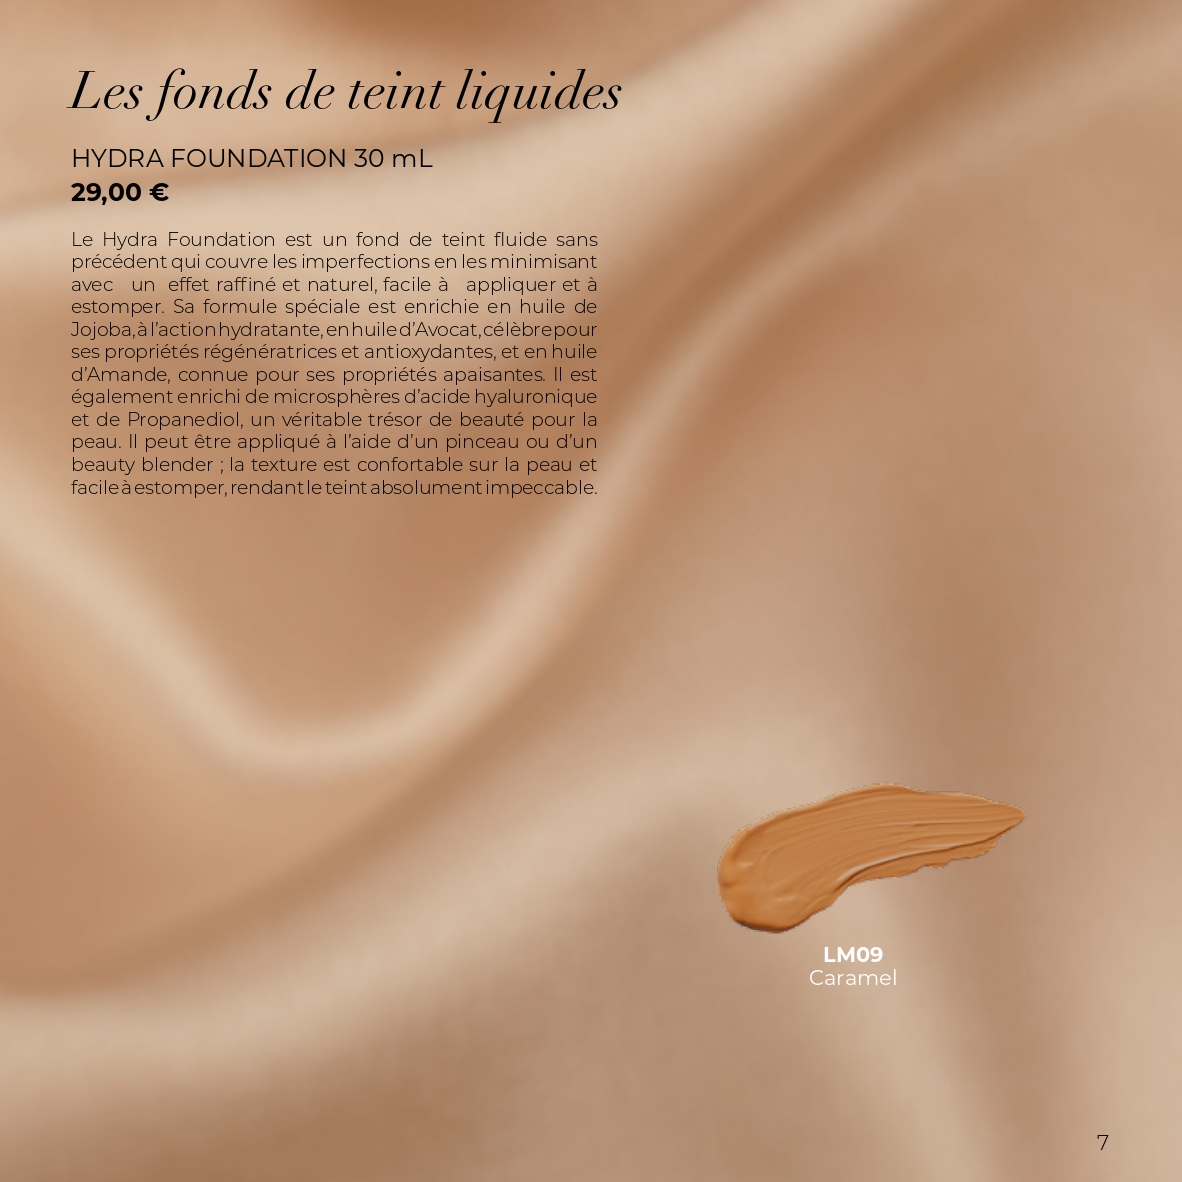 Les fonds de teint liquides
HYDRA FOUNDATION 30 mL
29,00 €
Le Hydra Foundation est un fond de teint fluide sans
précédent qui couvre les imperfections en les minimisant
avec un effet raffiné et naturel, facile à appliquer et à
estomper. Sa formule spéciale est enrichie en huile de
Jojoba, à l'action hydratante, en huile d'Avocat, célèbre pour
ses propriétés régénératrices et antioxydantes, et en huile
d'Amande, connue pour ses propriétés apaisantes. Il est
également enrichi de microsphères d'acide hyaluronique
et de Propanediol, un véritable trésor de beauté pour la
peau. Il peut être appliqué à l'aide d'un pinceau ou d'un
beauty blender ; la texture est confortable sur la peau et
facile à estomper, rendant le teint absolument impeccable.
LM09
Caramel
7